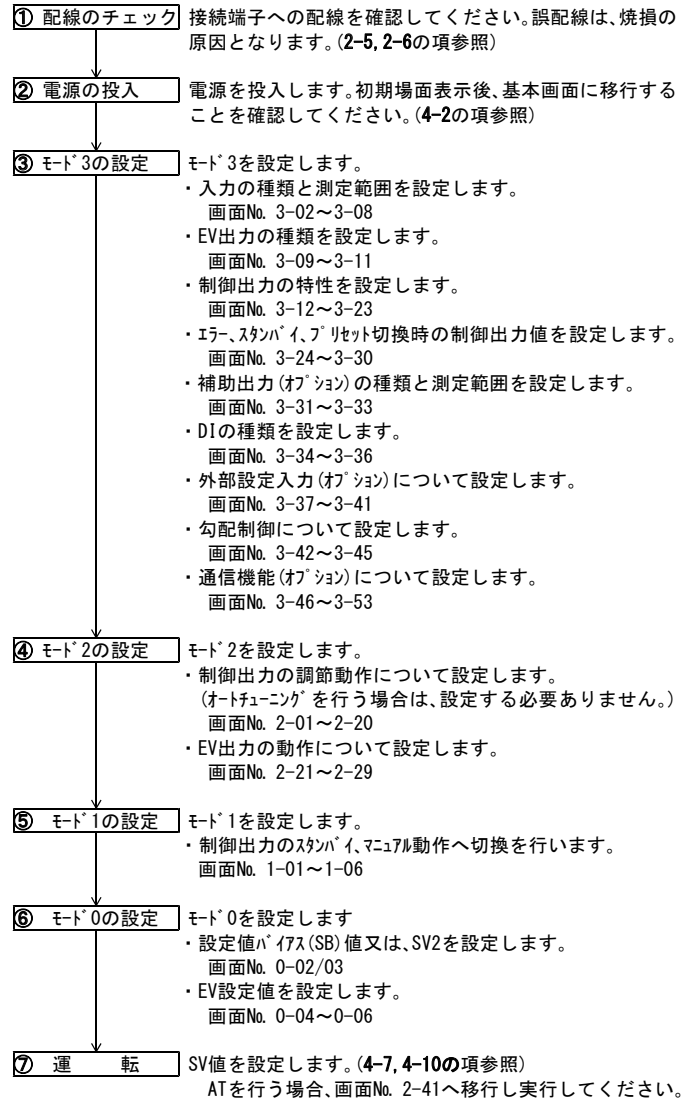 ① 配線のチェック 接続端子への配線を確認してください。誤配線は、焼損の
原因となります。(2-5, 2-6の項参照)
② 電源の投入 電源を投入します。初期場面表示後、基本画面に移行する
ことを確認してください。(4-2の項参照)
③ ﾓｰﾄﾞ3の設定 ﾓｰﾄﾞ3を設定します。
・入力の種類と測定範囲を設定します。
画面№ 3-02～3-08
・EV出力の種類を設定します。
画面№ 3-09～3-11
・制御出力の特性を設定します。
画面№ 3-12～3-23
・ｴﾗｰ､ｽﾀﾝﾊﾞｲ､ﾌﾟﾘｾｯﾄ切換時の制御出力値を設定します。
画面№ 3-24～3-30
・補助出力(ｵﾌﾟｼｮﾝ)の種類と測定範囲を設定します。
画面№ 3-31～3-33
・DIの種類を設定します。
画面№ 3-34～3-36
・外部設定入力(ｵﾌﾟｼｮﾝ)について設定します。
画面№ 3-37～3-41
・勾配制御について設定します。
画面№ 3-42～3-45
・通信機能(ｵﾌﾟｼｮﾝ)について設定します。
画面№ 3-46～3-53
④ ﾓｰﾄﾞ2の設定 ﾓｰﾄﾞ2を設定します。
・制御出力の調節動作について設定します。
(ｵｰﾄﾁｭｰﾆﾝｸﾞを行う場合は、設定する必要ありません。)
画面№ 2-01～2-20
・EV出力の動作について設定します。
画面№ 2-21～2-29
⑤ ﾓｰﾄﾞ1の設定 ﾓｰﾄﾞ1を設定します。
・制御出力のｽﾀﾝﾊﾞｲ､ﾏﾆｭｱﾙ動作へ切換を行います。
画面№ 1-01～1-06
⑥ ﾓｰﾄﾞ0の設定 ﾓｰﾄﾞ0を設定します
・設定値ﾊﾞｲｱｽ(SB)値又は、SV2を設定します。
画面№ 0-02/03
・EV設定値を設定します。
画面№ 0-04～0-06
⑦ 運 転 SV値を設定します。(4-7, 4-10の項参照)
ATを行う場合、画面№ 2-41へ移行し実行してください。